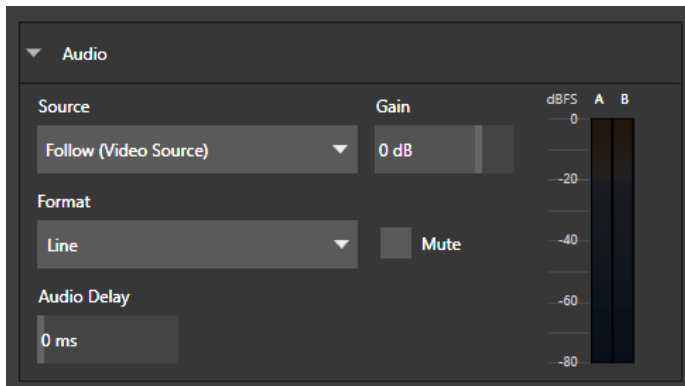 Audio
Source
Gain
dBFS A B
Follow (Video Source)
0 dB
0
-20
Format
Line
Mute
-40
Audio Delay
0 ms
-60
-80